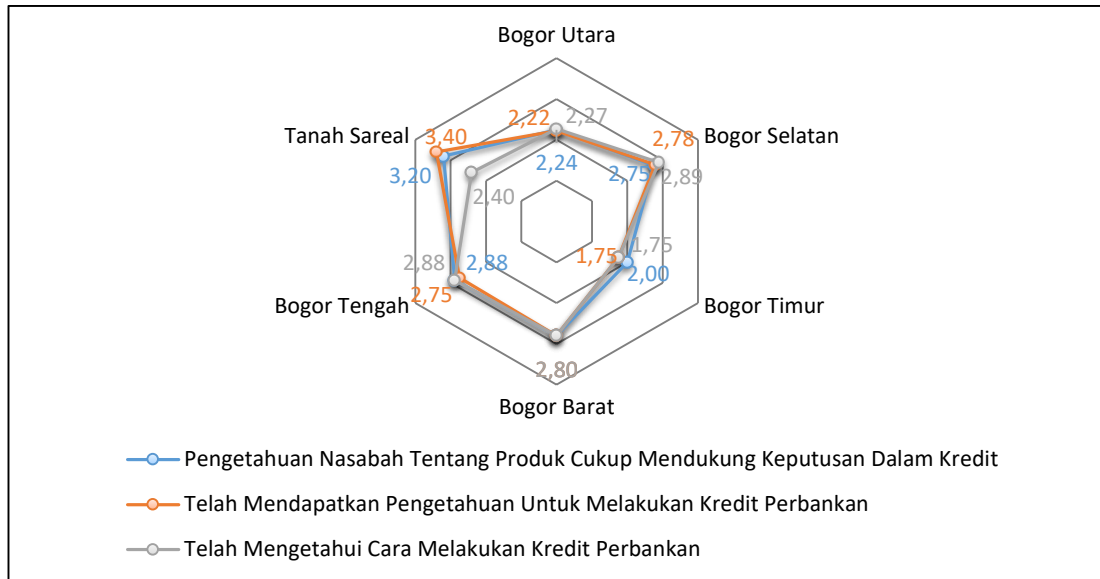 Bogor Utara
2,22
2,27
2,24
Tanah Sareal
3,40
3,20
2,40
Bogor Selatan
2,78
2,75
2,89
Bogor Tengah
2,88
2,88
2,75
Bogor Timur
1,75
1,75
2,00
2,80
Bogor Barat
Pengetahuan Nasabah Tentang Produk Cukup Mendukung Keputusan Dalam Kredit
Telah Mendapatkan Pengetahuan Untuk Melakukan Kredit Perbankan
Telah Mengetahui Cara Melakukan Kredit Perbankan